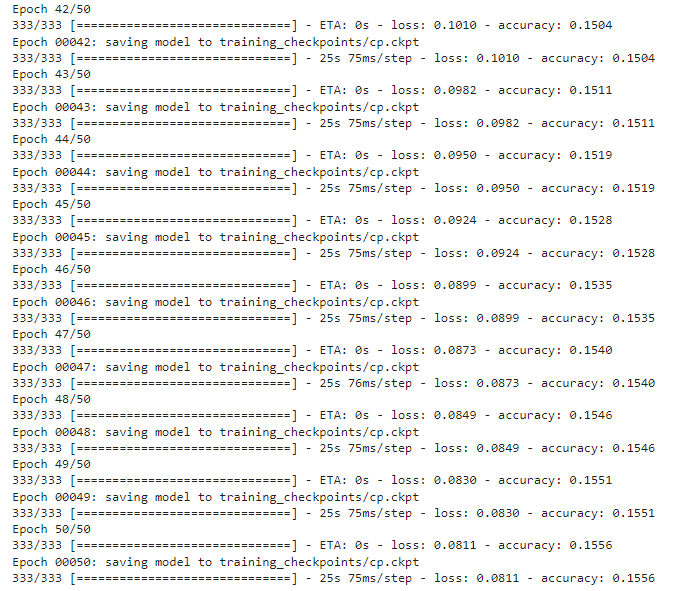 Epoch 42/50
333/333 [==============================] - ETA: 0s - loss: 0.1010 - accuracy: 0.1504
Epoch 00042: saving model to training_checkpoints/cp.ckpt
333/333 [==============================] - 25s 75ms/step - loss: 0.1010 - accuracy: 0.1504
Epoch 43/50
333/333 [==============================] - ETA: 0s - loss: 0.0982 - accuracy: 0.1511
Epoch 00043: saving model to training_checkpoints/cp.ckpt
333/333 [==============================] - 25s 75ms/step - loss: 0.0982 - accuracy: 0.1511
Epoch 44/50
333/333 [==============================] - ETA: 0s - loss: 0.0950 - accuracy: 0.1519
Epoch 00044: saving model to training_checkpoints/cp.ckpt
333/333 [==============================] - 25s 75ms/step - loss: 0.0950 - accuracy: 0.1519
Epoch 45/50
333/333 [==============================] - ETA: 0s - loss: 0.0924 - accuracy: 0.1528
Epoch 00045: saving model to training_checkpoints/cp.ckpt
333/333 [==============================] - 25s 75ms/step - loss: 0.0924 - accuracy: 0.1528
Epoch 46/50
333/333 [==============================] - ETA: 0s - loss: 0.0899 - accuracy: 0.1535
Epoch 00046: saving model to training_checkpoints/cp.ckpt
333/333 [==============================] - 25s 75ms/step - loss: 0.0899 - accuracy: 0.1535
Epoch 47/50
333/333 [==============================] - ETA: 0s - loss: 0.0873 - accuracy: 0.1540
Epoch 00047: saving model to training_checkpoints/cp.ckpt
333/333 [==============================] - 25s 76ms/step - loss: 0.0873 - accuracy: 0.1540
Epoch 48/50
333/333 [==============================] - ETA: 0s - loss: 0.0849 - accuracy: 0.1546
Epoch 00048: saving model to training_checkpoints/cp.ckpt
333/333 [==============================] - 25s 75ms/step - loss: 0.0849 - accuracy: 0.1546
Epoch 49/50
333/333 [==============================] - ETA: 0s - loss: 0.0830 - accuracy: 0.1551
Epoch 00049: saving model to training_checkpoints/cp.ckpt
333/333 [==============================] - 25s 75ms/step - loss: 0.0830 - accuracy: 0.1551
Epoch 50/50
333/333 [==============================] - ETA: 0s - loss: 0.0811 - accuracy: 0.1556
Epoch 00050: saving model to training_checkpoints/cp.ckpt
333/333 [==============================] - 25s 75ms/step - loss: 0.0811 - accuracy: 0.1556